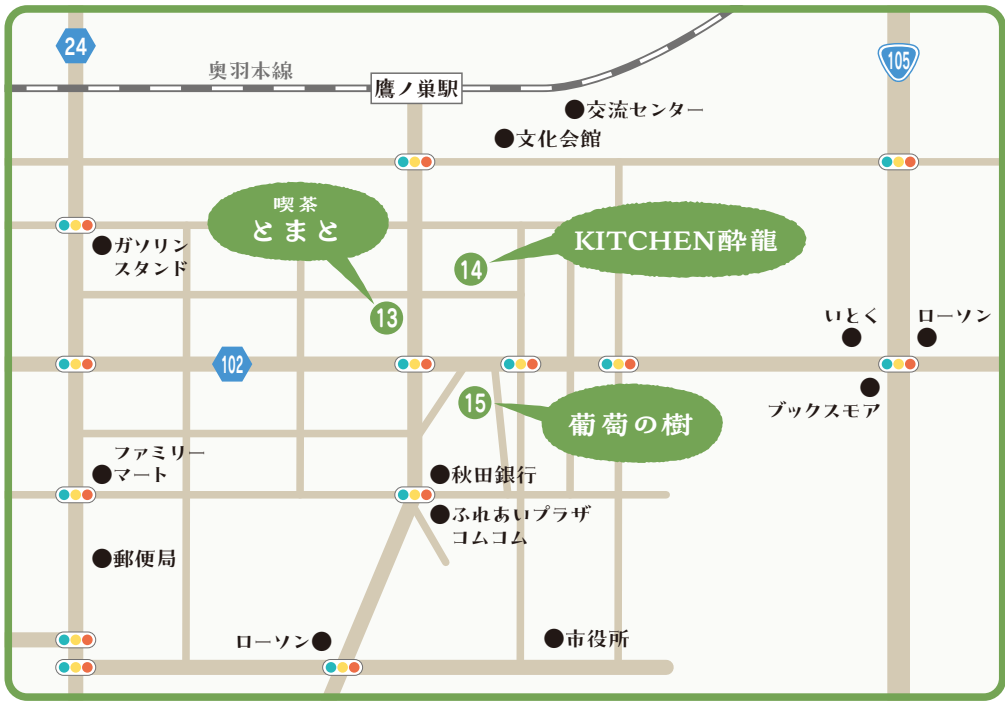 24
奥羽本線
鷹ノ巣駅
105
交流センター
文化会館
喫茶
とまと
KITCHEN酔龍
ガソリン
スタンド
14
13
いとく
ローソン
102
15
葡萄の樹
ブックスモア
ファミリー
マート
秋田銀行
ふれあいプラザ
コムコム
郵便局
ローソン
市役所